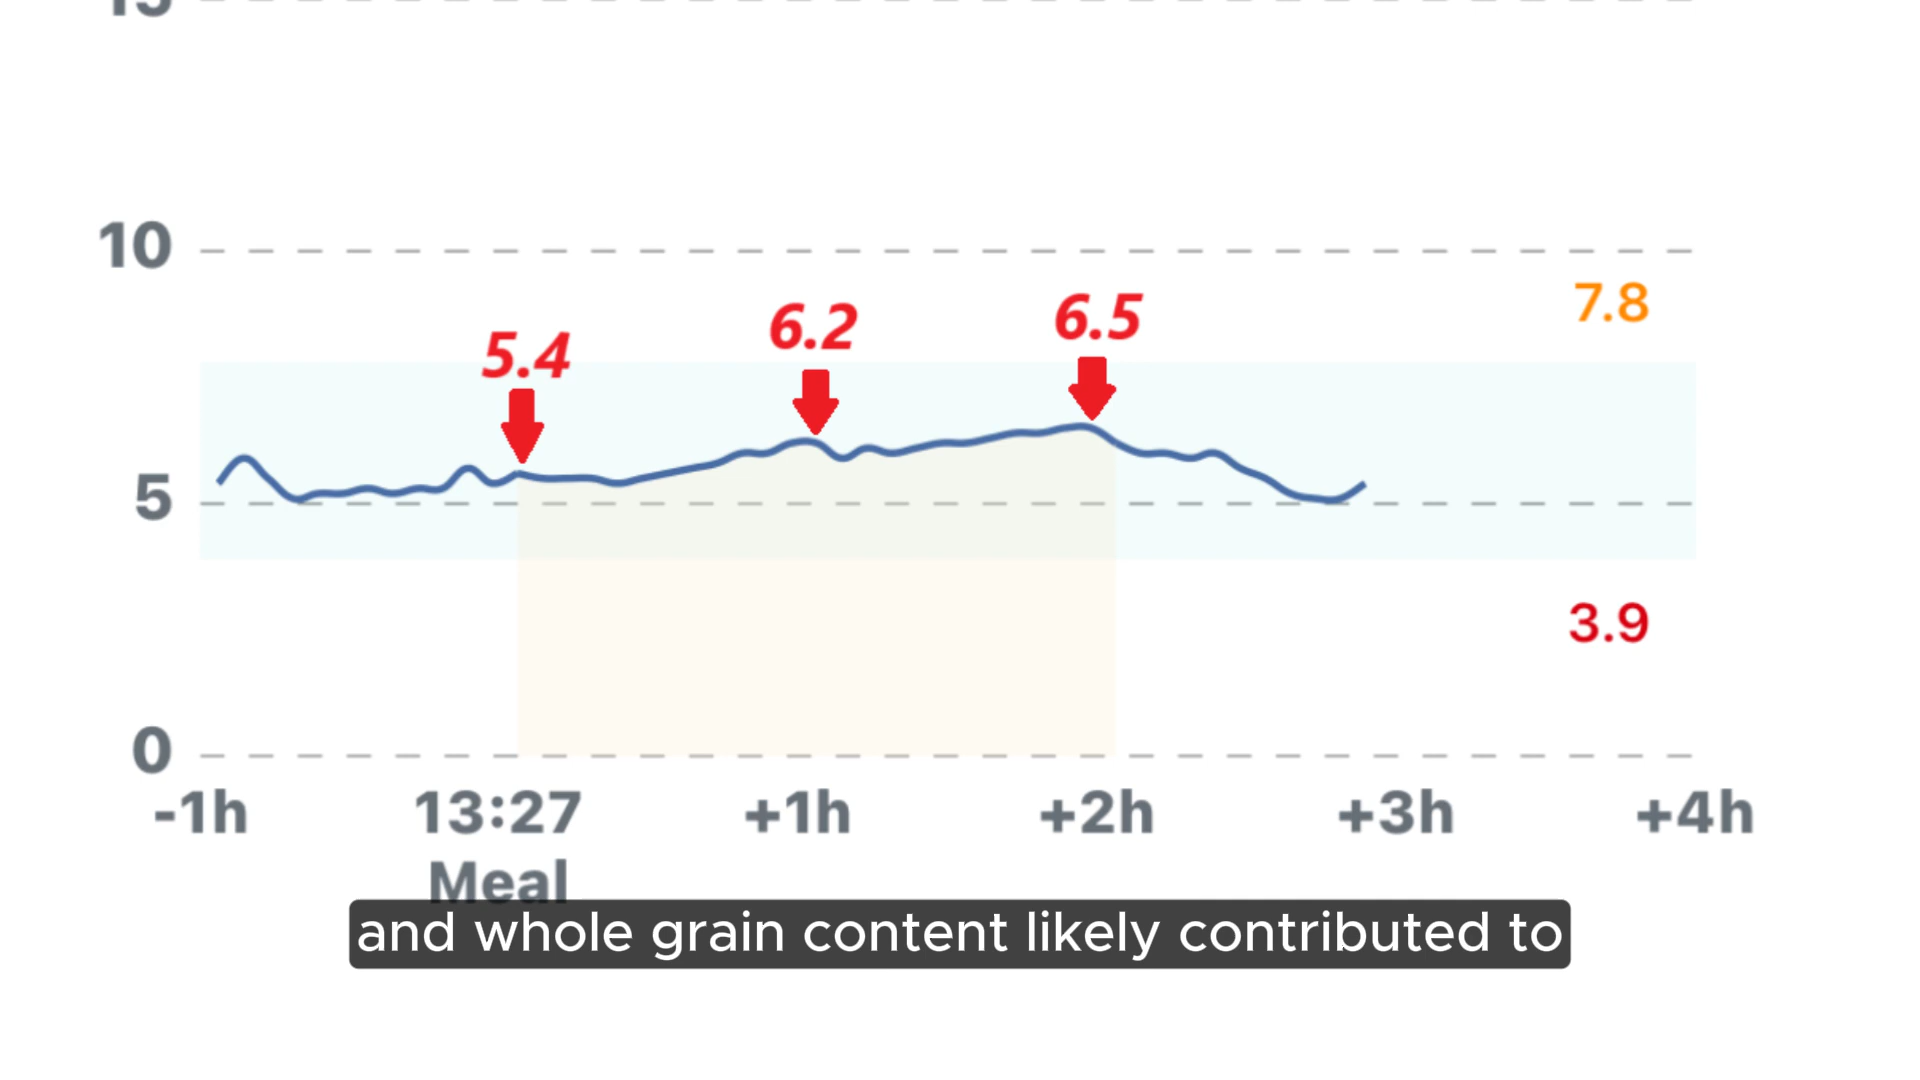 10
7.8
6.5
6.2
5.4
5
3.9
0
-1h 13:27 +1h +2h +3h +4h
Meal
and whole grain content likely contributed to